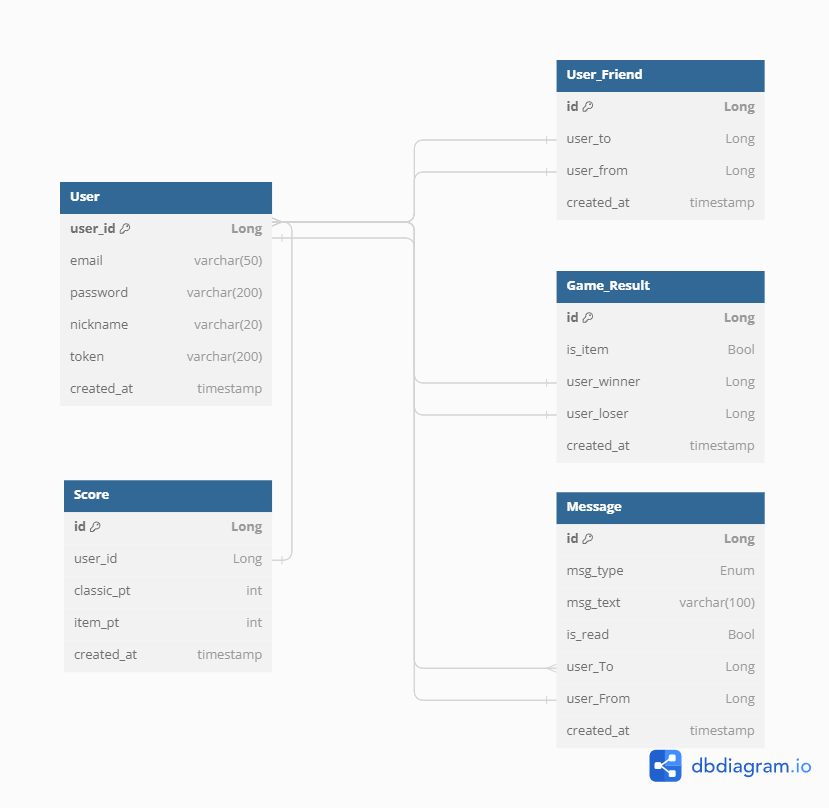 User
user_id Long
email varchar(50)
password varchar(200)
nickname varchar(20)
token varchar(200)
created_at timestamp
Score
id Long
user_id Long
classic_pt int
item_pt int
created_at timestamp
User_Friend
id Long
user_to Long
user_from Long
created_at timestamp
Game_Result
id Long
is_item Bool
user_winner Long
user_loser Long
created_at timestamp
Message
id Long
msg_type Enum
msg_text varchar(100)
is_read Bool
user_To Long
user_From Long
created_at timestamp
dbdiagram.io